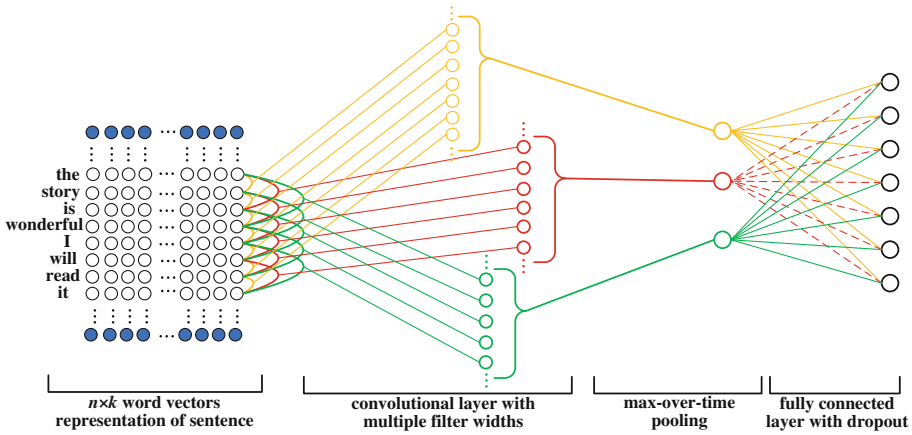 the
story
is
wonderful
I
will
read
it
n×k word vectors
representation of sentence
convolutional layer with
multiple filter widths
max-over-time
pooling
fully connected
layer with dropout